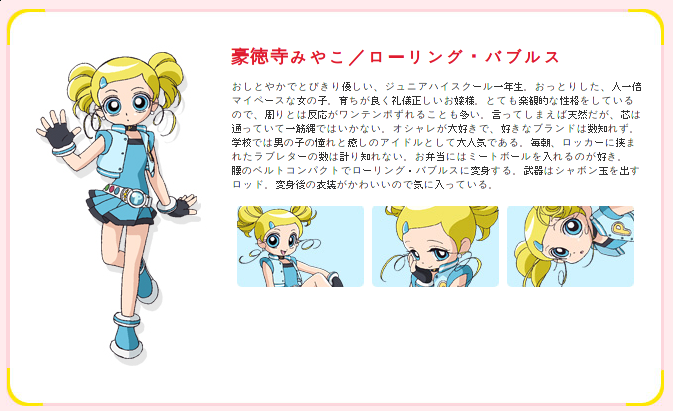 豪徳寺みやこ／ローリング・バブルス
おしとやかでとびきり優しい、ジュニアハイスクール一年生。おっとりした、人一倍
マイペースな女の子。育ちが良く礼儀正しいお嬢様。とても楽観的な性格をしている
ので、周りとは反応がワンテンポずれることも多い。言ってしまえば天然だが、芯は
通っていて一筋縄ではいかない。オシャレが大好きで、好きなブランドは数知れず。
学校では男の子の憧れと癒しのアイドルとして大人気である。毎朝、ロッカーに挟ま
れたラブレターの数は計り知れない。お弁当にはミートボールを入れるのが好き。
腰のベルトコンパクトでローリング・バブルスに変身する。武器はシャボン玉を出す
ロッド。変身後の衣装がかわいいので気に入っている。